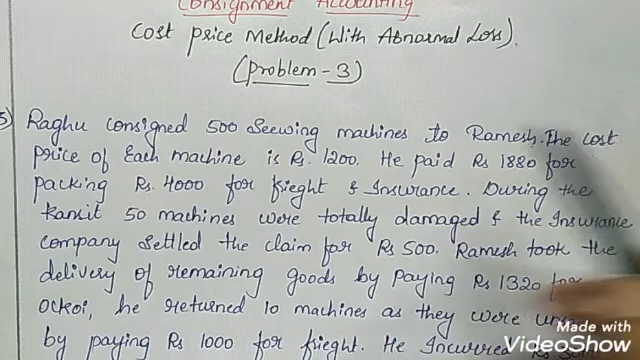 Consignment Accounting
Cost price Method (With Abnormal Loss).
(Problem - 3)
5) Raghu consigned 500 Seewing machines to Ramesh. The cost
price of Each machine is Rs. 1200. He paid Rs 1880 for
packing Rs. 4000 for frieght & Insurance. During the
transit 50 machines were totally damaged & the Insurance
company settled the claim for Rs 500. Ramesh took the
delivery of remaining goods by paying Rs 1320 for
Octroi, he returned 10 machines as they were
by paying Rs 1000 for frieght. He Incurred
Made with
VideoShow